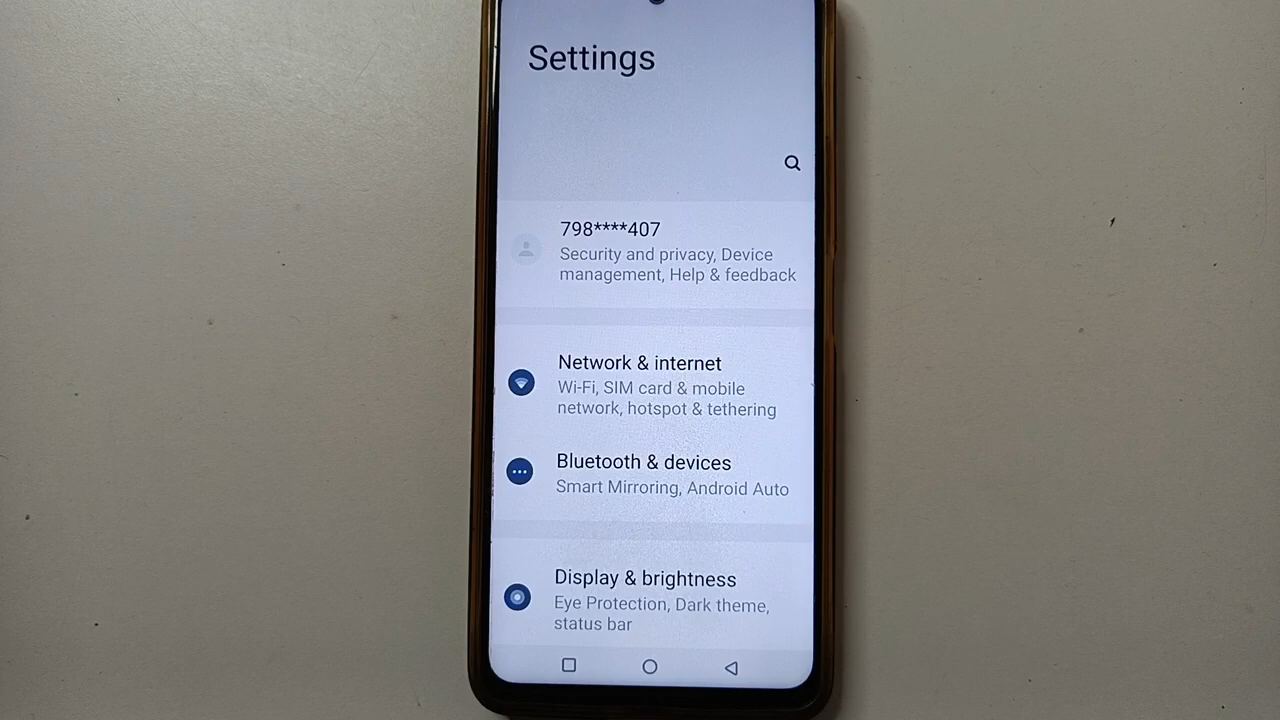 Settings
798****407
Security and privacy, Device
management, Help & feedback
Network & internet
Wi-Fi, SIM card & mobile
network, hotspot & tethering
Bluetooth & devices
Smart Mirroring, Android Auto
Display & brightness
Eye Protection, Dark theme,
status bar